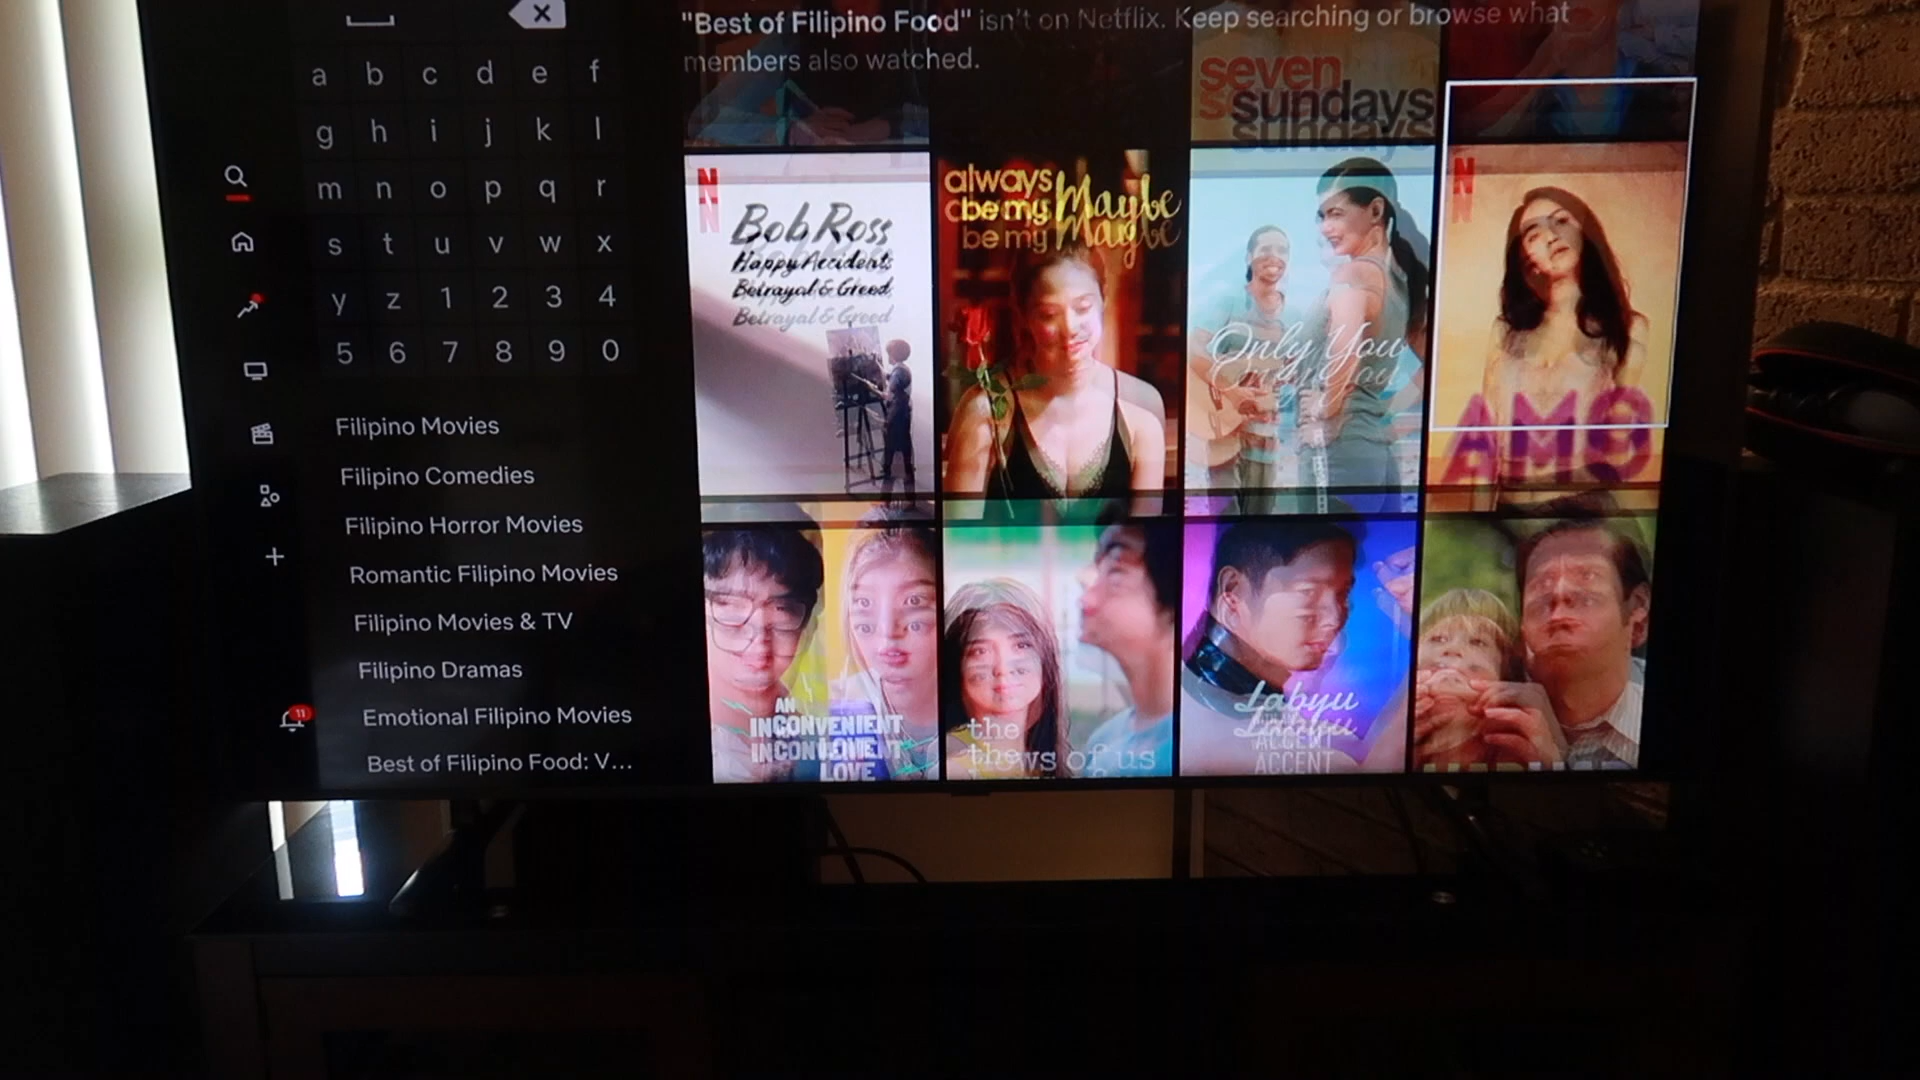 "Best of Filipino Food" isn't on Netflix. Keep searching or browse what
members also watched.
a b c d e f
g h i j k l
m n o p q r
s t u v w x
y z 1 2 3 4
5 6 7 8 9 0
Filipino Movies
Filipino Comedies
Filipino Horror Movies
Romantic Filipino Movies
Filipino Movies & TV
Filipino Dramas
Emotional Filipino Movies
Best of Filipino Food: V...
11
seven
sundays
N
Bob Ross
Happy Accidents
Betrayal & Greed
always
be my Maybe
Only You
N
AMO
AN
INCONVENIENT
LOVE
the
hows of us
Labyu
ACCENT